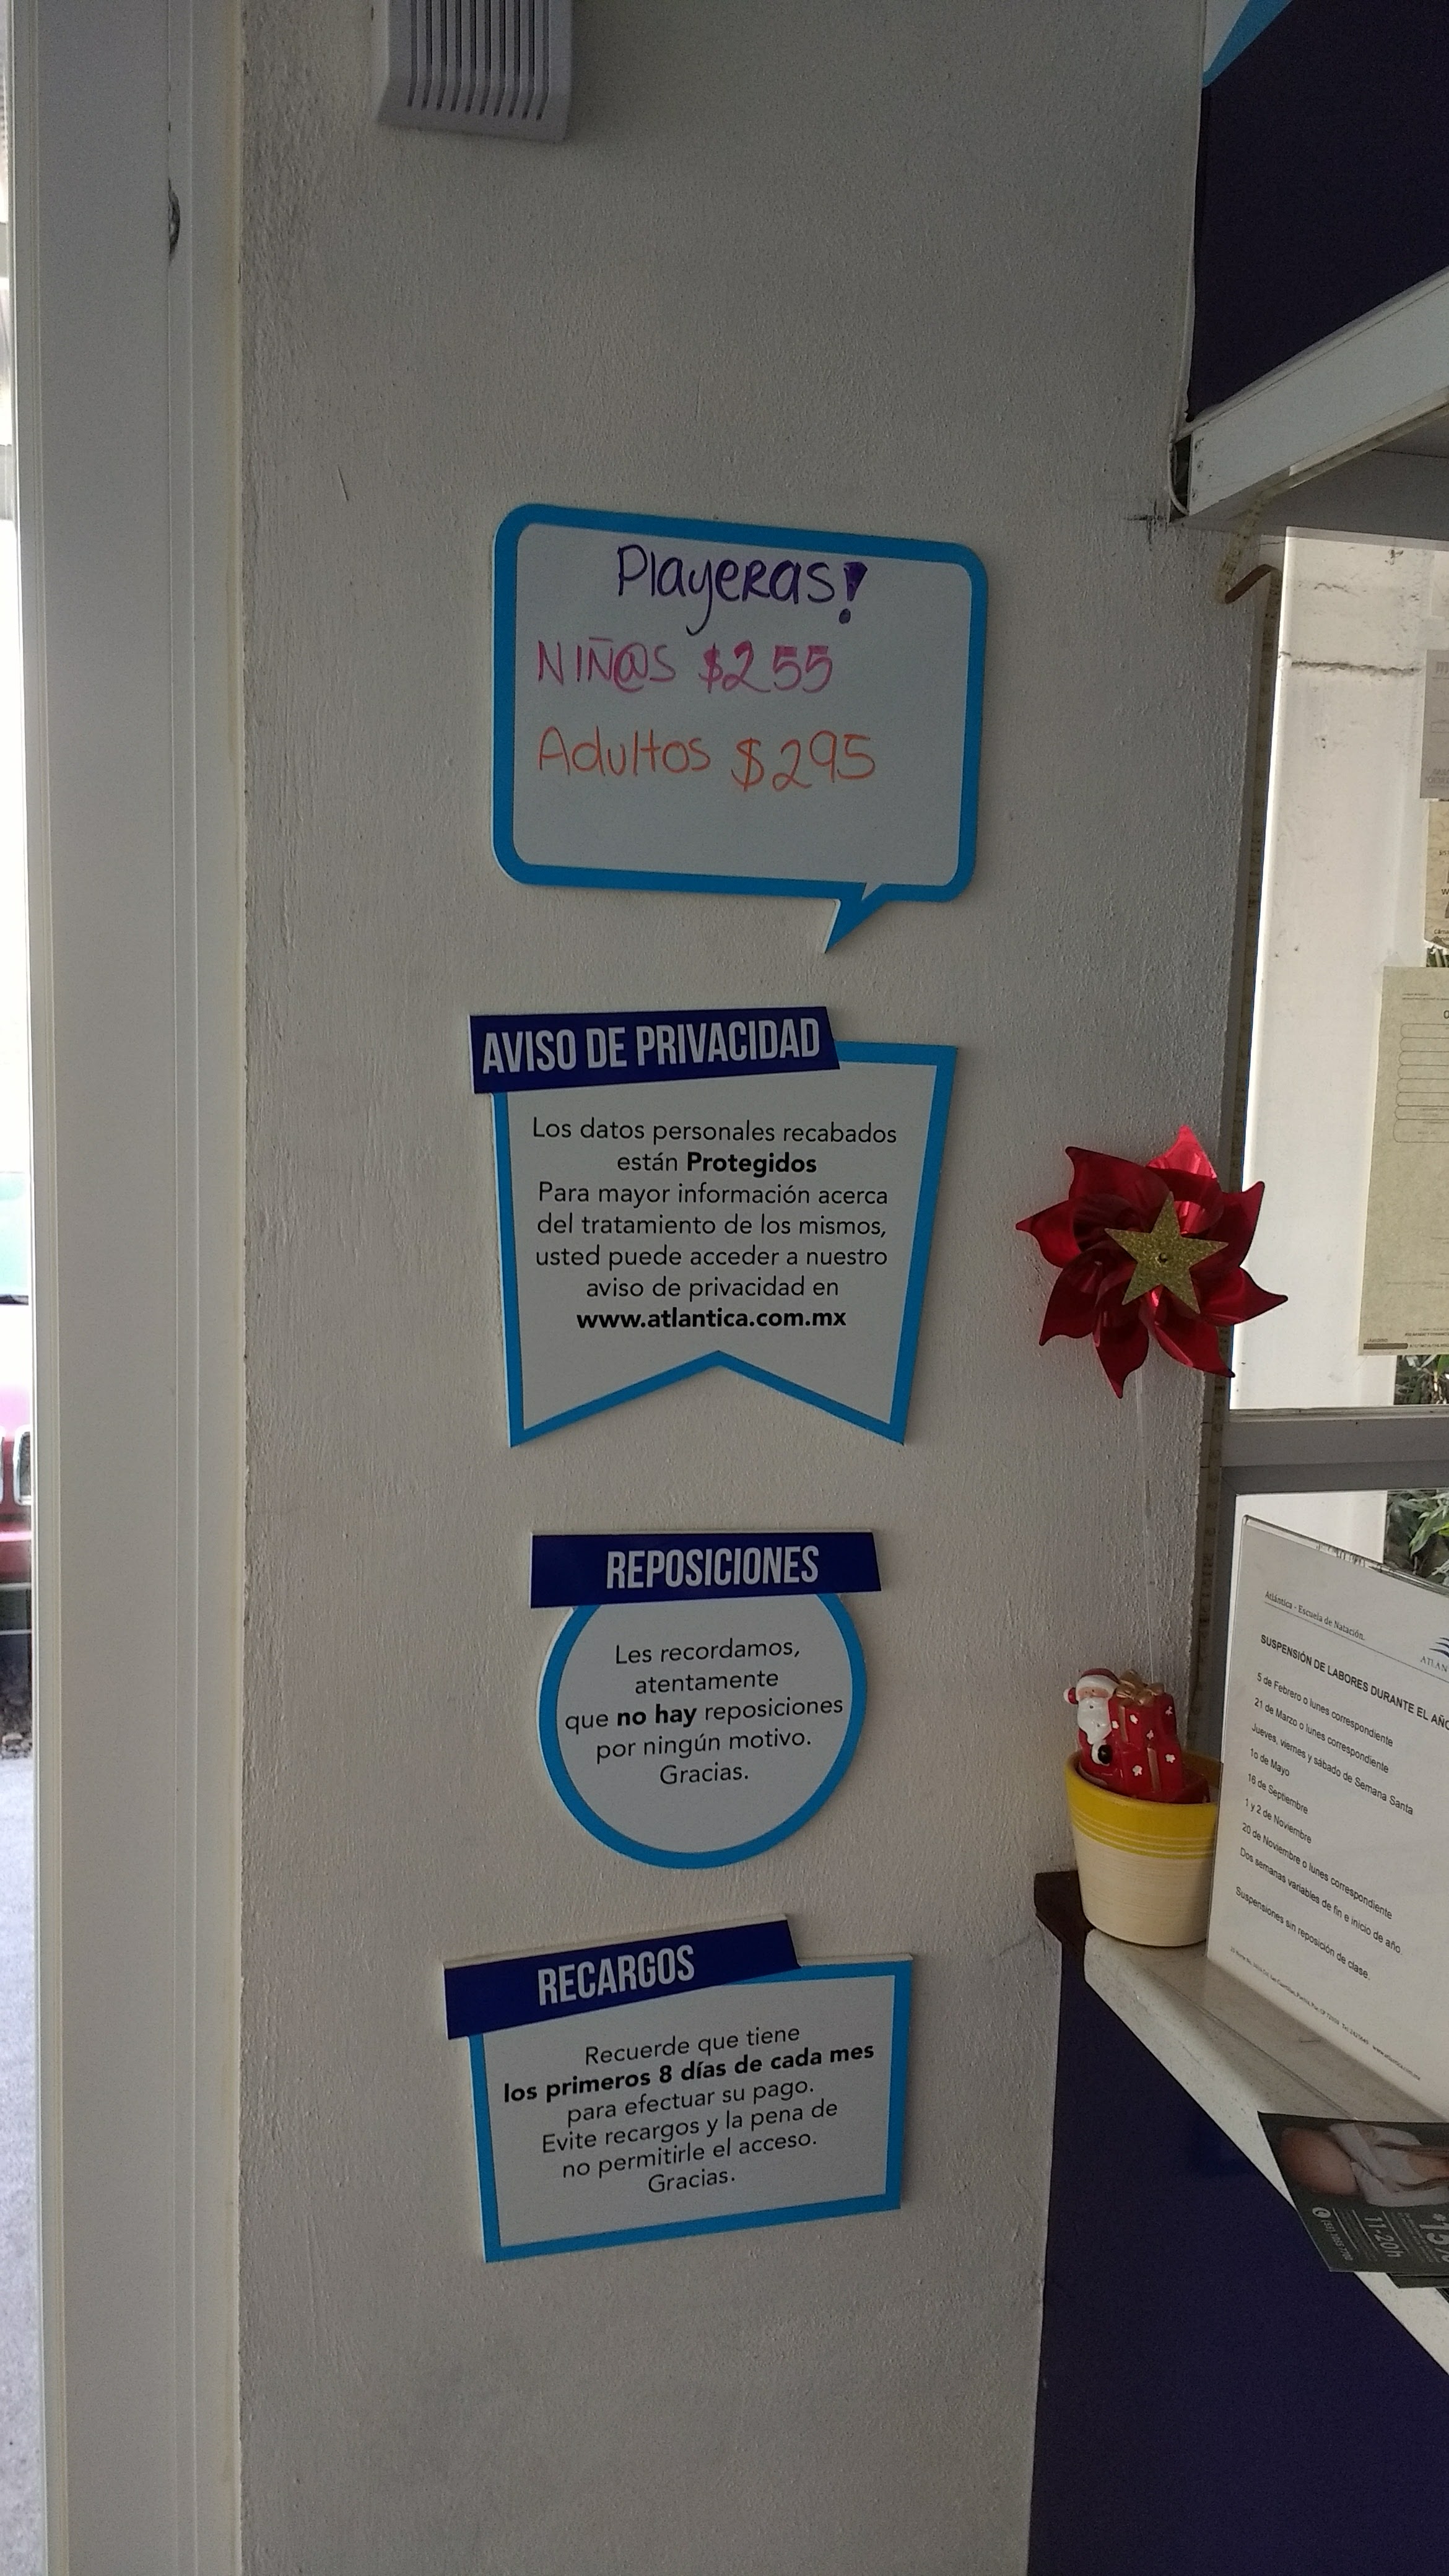 Playeras!
NIÑ@S $255
Adultos $295
AVISO DE PRIVACIDAD
Los datos personales recabados
están Protegidos
Para mayor información acerca
del tratamiento de los mismos,
usted puede acceder a nuestro
aviso de privacidad en
www.atlantica.com.mx
REPOSICIONES
Les recordamos,
atentamente
que no hay reposiciones
por ningún motivo.
Gracias.
RECARGOS
Recuerde que tiene
los primeros 8 días de cada mes
para efectuar su pago.
Evite recargos y la pena de
no permitirle el acceso.
Gracias.
Atlántica - Escuela de Natación.
ATLAN
SUSPENSIÓN DE LABORES DURANTE EL AÑO
5 de Febrero o lunes correspondiente
21 de Marzo o lunes correspondiente
Jueves, viernes y sábado de Semana Santa
1o de Mayo
16 de Septiembre
1 y 2 de Noviembre
20 de Noviembre o lunes correspondiente
Dos semanas variables de fin e inicio de año.
Suspensiones sin reposición de clase.
11-20h